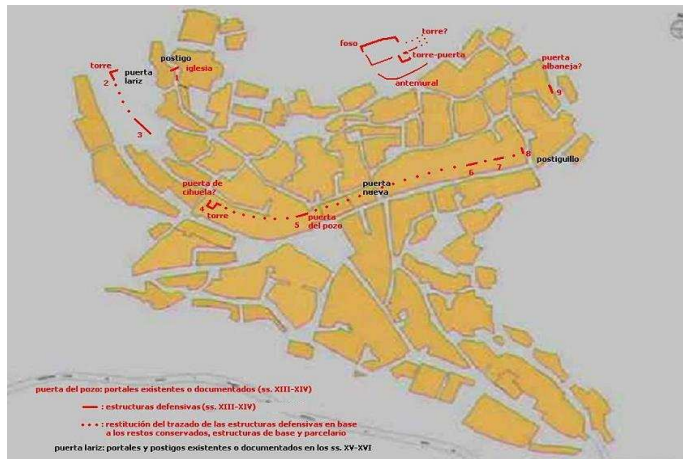 torre?
foso
torre-puerta
antemural
postigo
iglesia
1
torre
2
puerta
lariz
3
puerta
albaneja?
9
8
postiguillo
7
6
puerta
nueva
puerta de
cihuela?
4
torre
5
puerta
del pozo
puerta del pozo: portales existentes o documentados (ss. XIII-XIV)
: estructuras defensivas (ss. XIII-XIV)
: restitución del trazado de las estructuras defensivas en base
a los restos conservados, estructuras de base y parcelario
puerta lariz: portales y postigos existentes o documentados en los ss. XV-XVI